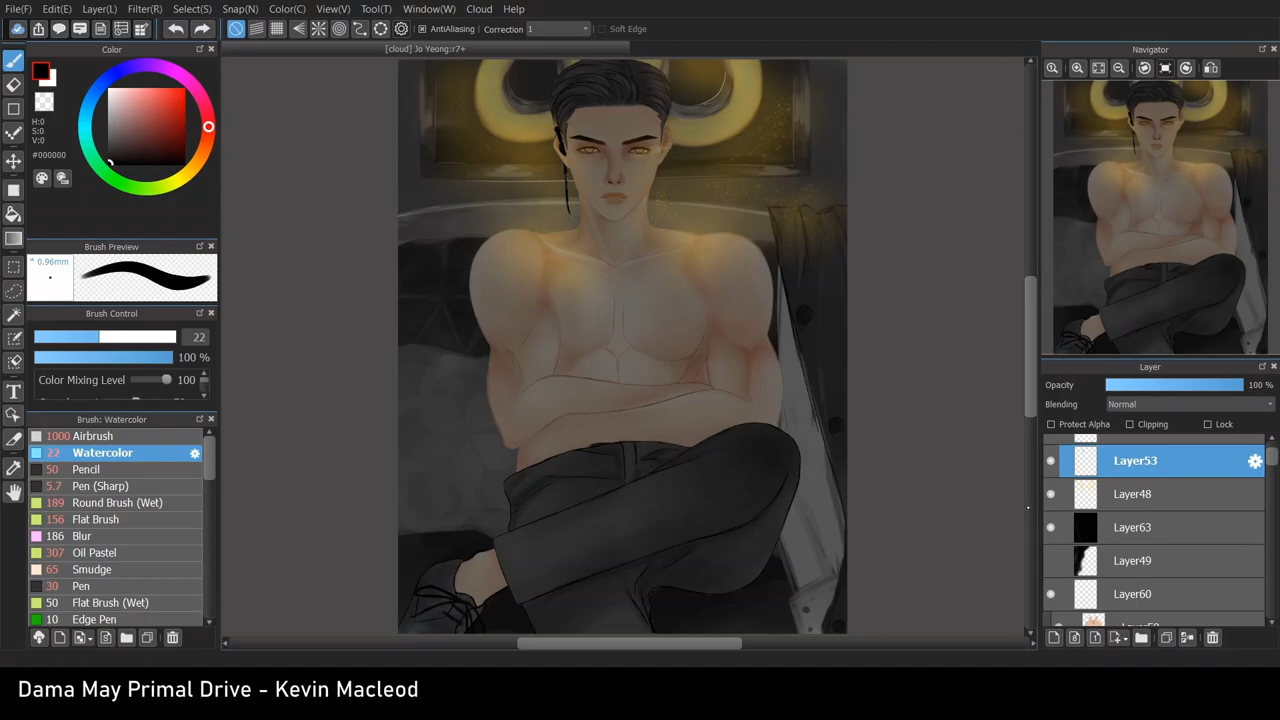 File(F) Edit(E) Layer(L) Filter(R) Select(S) Snap(N) Color(C) View(V) Tool(T) Window(W) Cloud Help
AntiAliasing Correction 1 Soft Edge
[cloud] Jo Yeong:r7+
Color
H:0
S:0
V:0
#000000
Brush Preview
0.96mm
Brush Control
22
100 %
Color Mixing Level 100
Brush: Watercolor
1000 Airbrush
22 Watercolor
50 Pencil
5.7 Pen (Sharp)
189 Round Brush (Wet)
156 Flat Brush
186 Blur
307 Oil Pastel
65 Smudge
30 Pen
50 Flat Brush (Wet)
10 Edge Pen
Navigator
Layer
Opacity 100 %
Blending Normal
Protect Alpha Clipping Lock
Layer53
Layer48
Layer63
Layer49
Layer60
Dama May Primal Drive - Kevin Macleod